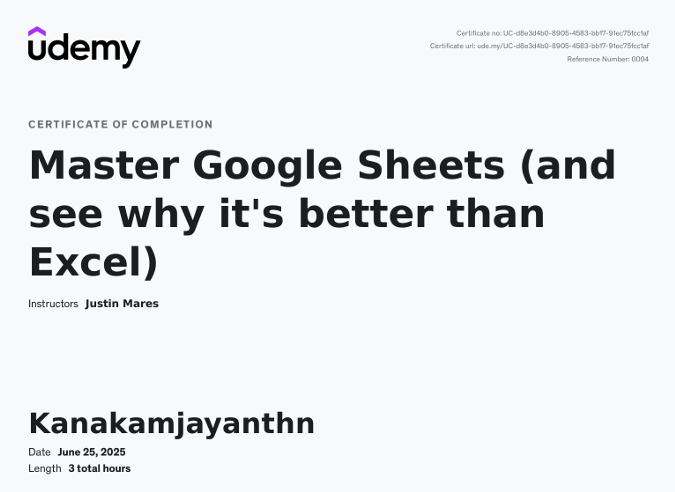 udemy
Certificate no: UC-d8e3d4b0-8905-4583-bb17-91ec75fcc1af
Certificate url: ude.my/UC-d8e3d4b0-8905-4583-bb17-91ec75fcc1af
Reference Number: 0004
CERTIFICATE OF COMPLETION
Master Google Sheets (and
see why it's better than
Excel)
Instructors Justin Mares
Kanakamjayanthn
Date June 25, 2025
Length 3 total hours